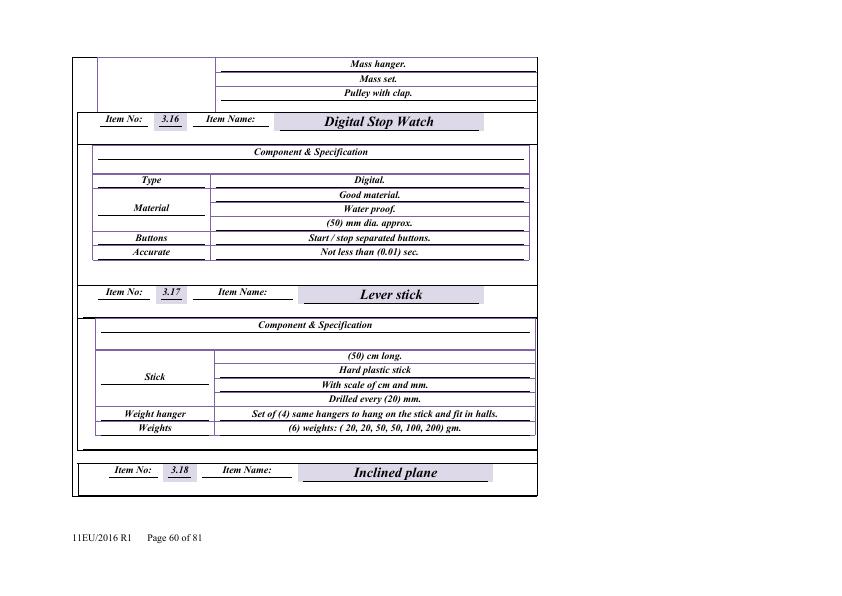 Mass hanger.
Mass set.
Pulley with clap.
Item No: 3.16 Item Name: Digital Stop Watch
Component & Specification
Type Digital.
Good material.
Material Water proof.
(50) mm dia. approx.
Buttons Start / stop separated buttons.
Accurate Not less than (0.01) sec.
Item No: 3.17 Item Name: Lever stick
Component & Specification
(50) cm long.
Hard plastic stick
Stick
With scale of cm and mm.
Drilled every (20) mm.
Weight hanger Set of (4) same hangers to hang on the stick and fit in halls.
Weights (6) weights: ( 20, 20, 50, 50, 100, 200) gm.
Item No: 3.18 Item Name: Inclined plane
11EU/2016 R1 Page 60 of 81